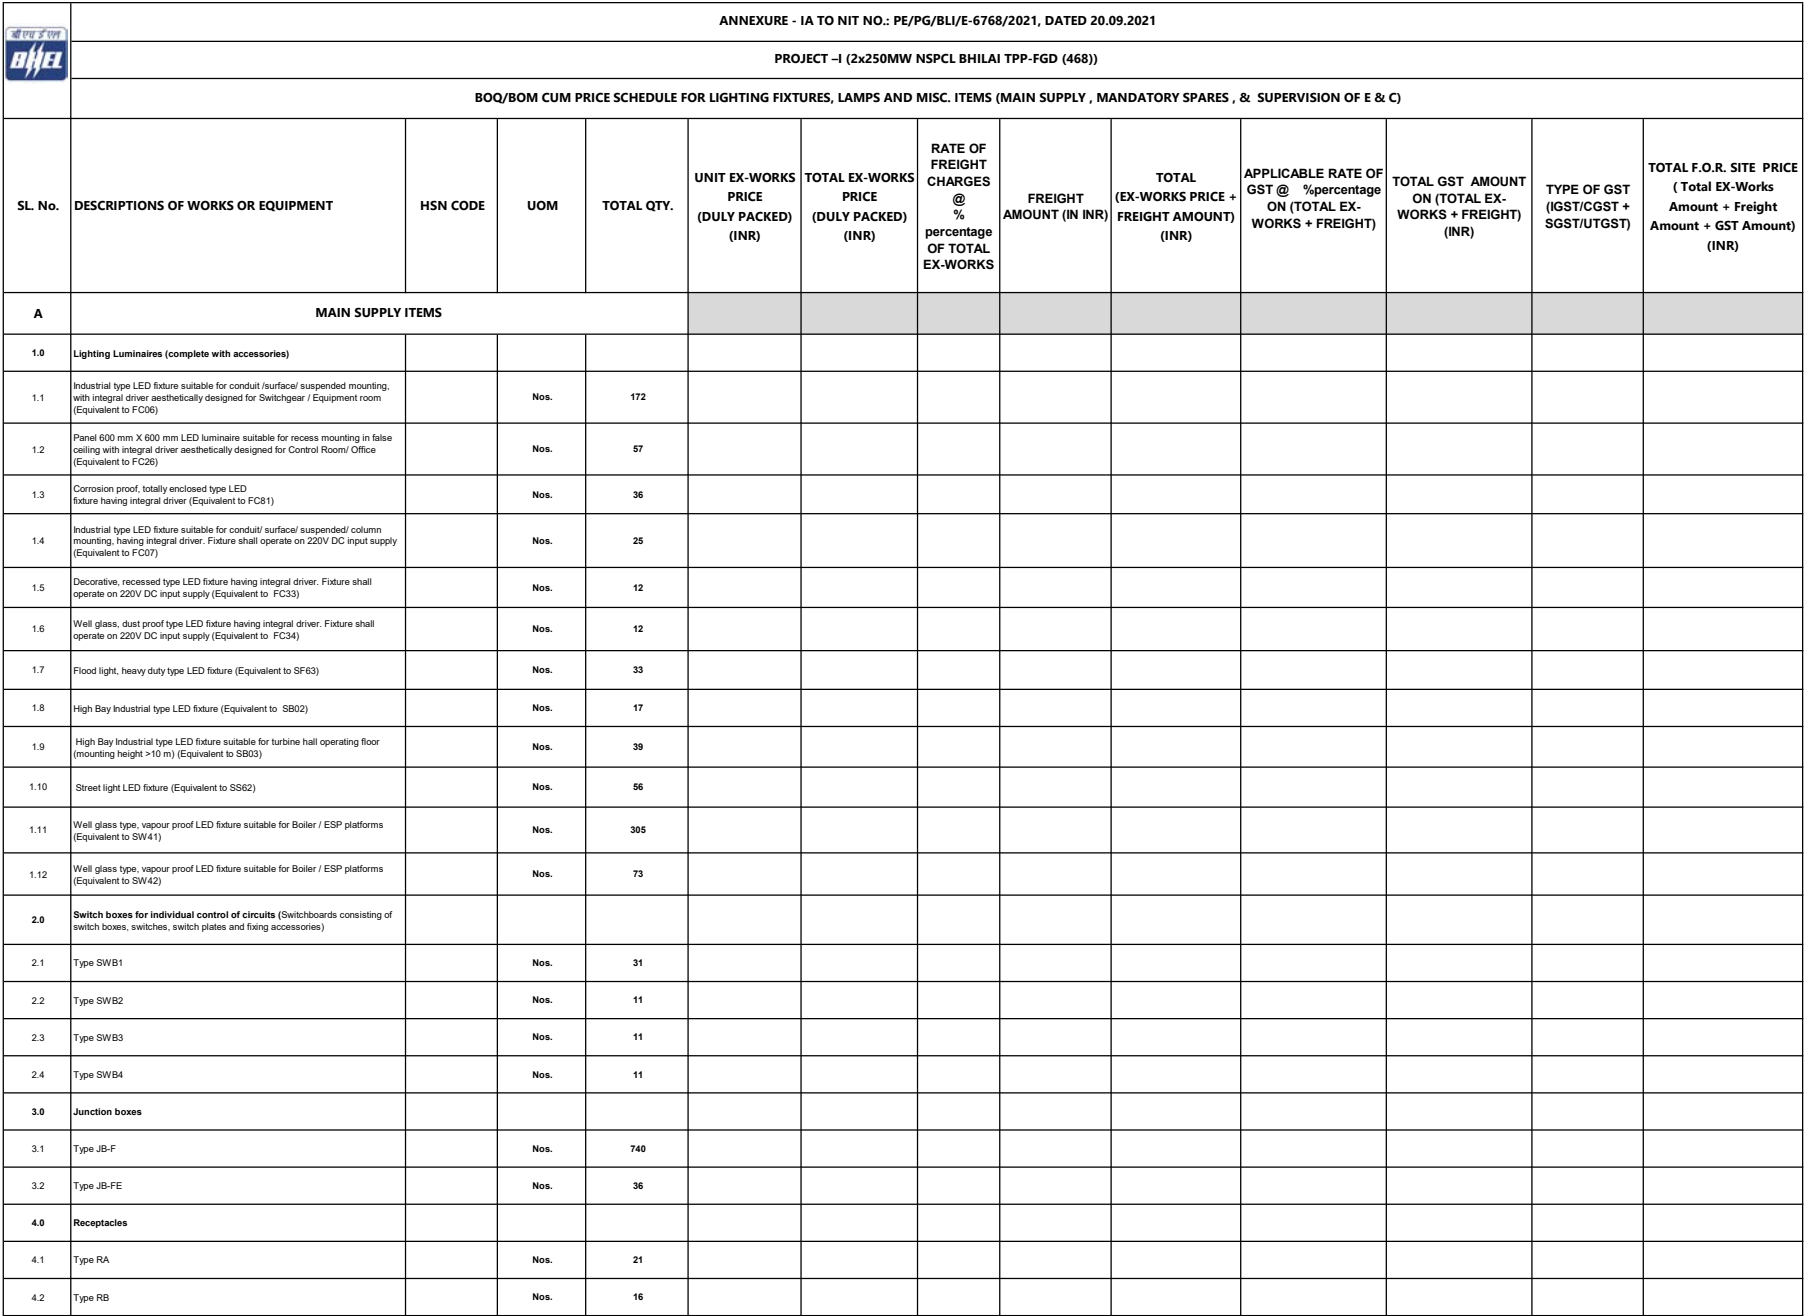 बीएच ई एल
BHEL
ANNEXURE - IA TO NIT NO.: PE/PG/BLI/E-6768/2021, DATED 20.09.2021
PROJECT –I (2x250MW NSPCL BHILAI TPP-FGD (468))
BOQ/BOM CUM PRICE SCHEDULE FOR LIGHTING FIXTURES, LAMPS AND MISC. ITEMS (MAIN SUPPLY , MANDATORY SPARES , & SUPERVISION OF E & C)
SL. No.
DESCRIPTIONS OF WORKS OR EQUIPMENT
HSN CODE
UOM
TOTAL QTY.
UNIT EX-WORKS
PRICE
(DULY PACKED)
(INR)
TOTAL EX-WORKS
PRICE
(DULY PACKED)
(INR)
RATE OF
FREIGHT
CHARGES
@
%
percentage
OF TOTAL
EX-WORKS
FREIGHT
AMOUNT (IN INR)
TOTAL
(EX-WORKS PRICE +
FREIGHT AMOUNT)
(INR)
APPLICABLE RATE OF
GST @ %percentage
ON (TOTAL EX-
WORKS + FREIGHT)
TOTAL GST AMOUNT
ON (TOTAL EX-
WORKS + FREIGHT)
(INR)
TYPE OF GST
(IGST/CGST +
SGST/UTGST)
TOTAL F.O.R. SITE PRICE
( Total EX-Works
Amount + Freight
Amount + GST Amount)
(INR)
A MAIN SUPPLY ITEMS
1.0 Lighting Luminaires (complete with accessories)
1.1 Industrial type LED fixture suitable for conduit /surface/ suspended mounting,
with integral driver aesthetically designed for Switchgear / Equipment room
(Equivalent to FC06)
Nos. 172
1.2 Panel 600 mm X 600 mm LED luminaire suitable for recess mounting in false
ceiling with integral driver aesthetically designed for Control Room/ Office
(Equivalent to FC26)
Nos. 57
1.3 Corrosion proof, totally enclosed type LED
fixture having integral driver (Equivalent to FC81)
Nos. 36
1.4 Industrial type LED fixture suitable for conduit/ surface/ suspended/ column
mounting, having integral driver. Fixture shall operate on 220V DC input supply
(Equivalent to FC07)
Nos. 25
1.5 Decorative, recessed type LED fixture having integral driver. Fixture shall
operate on 220V DC input supply (Equivalent to FC33)
Nos. 12
1.6 Well glass, dust proof type LED fixture having integral driver. Fixture shall
operate on 220V DC input supply (Equivalent to FC34)
Nos. 12
1.7 Flood light, heavy duty type LED fixture (Equivalent to SF63) Nos. 33
1.8 High Bay Industrial type LED fixture (Equivalent to SB02) Nos. 17
1.9 High Bay Industrial type LED fixture suitable for turbine hall operating floor
(mounting height >10 m) (Equivalent to SB03)
Nos. 39
1.10 Street light LED fixture (Equivalent to SS62) Nos. 56
1.11 Well glass type, vapour proof LED fixture suitable for Boiler / ESP platforms
(Equivalent to SW41)
Nos. 305
1.12 Well glass type, vapour proof LED fixture suitable for Boiler / ESP platforms
(Equivalent to SW42)
Nos. 73
2.0 Switch boxes for individual control of circuits (Switchboards consisting of
switch boxes, switches, switch plates and fixing accessories)
2.1 Type SWB1 Nos. 31
2.2 Type SWB2 Nos. 11
2.3 Type SWB3 Nos. 11
2.4 Type SWB4 Nos. 11
3.0 Junction boxes
3.1 Type JB-F Nos. 740
3.2 Type JB-FE Nos. 36
4.0 Receptacles
4.1 Type RA Nos. 21
4.2 Type RB Nos. 16